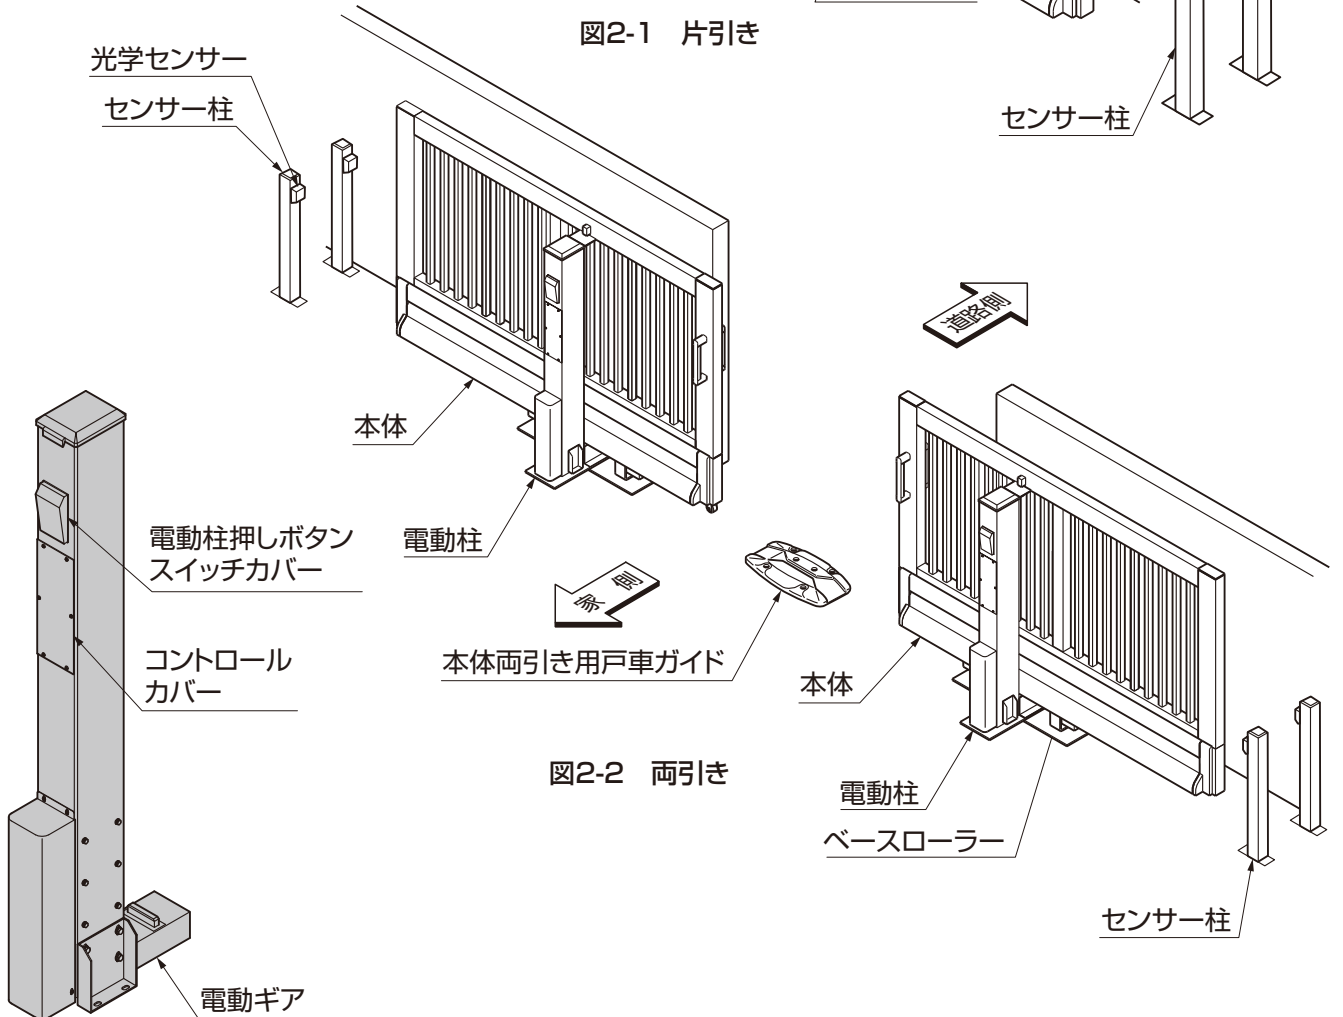 図2-1 片引き
光学センサー
センサー柱
センサー柱
道路側
本体
電動柱
電動柱押しボタン
スイッチカバー
家側
コントロール
カバー
本体両引き用戸車ガイド
本体
図2-2 両引き
電動柱
ベースローラー
センサー柱
電動ギア